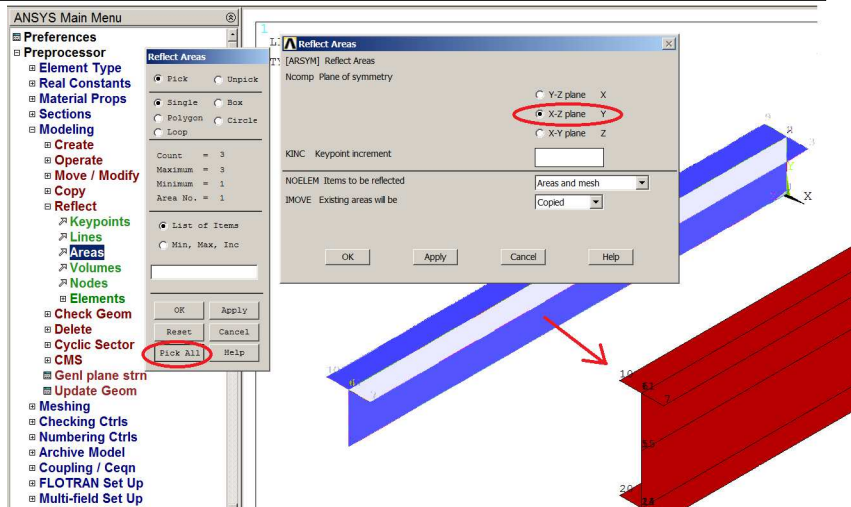 ANSYS Main Menu
Preferences
Preprocessor
Element Type
Real Constants
Material Props
Sections
Modeling
Create
Operate
Move / Modify
Copy
Reflect
Keypoints
Lines
Areas
Volumes
Nodes
Elements
Check Geom
Delete
Cyclic Sector
CMS
Genl plane strn
Update Geom
Meshing
Checking Ctrls
Numbering Ctrls
Archive Model
Coupling / Ceqn
FLOTRAN Set Up
Multi-field Set Up
Reflect Areas
Pick Unpick
Single Box
Polygon Circle
Loop
Count = 3
Maximum = 3
Minimum = 1
Area No. = 1
List of Items
Min, Max, Inc
OK Apply
Reset Cancel
Pick All Help
1
Reflect Areas
[ARSYM] Reflect Areas
Ncomp Plane of symmetry
Y-Z plane X
X-Z plane Y
X-Y plane Z
KINC Keypoint increment
NOELEM Items to be reflected
Areas and mesh
IMOVE Existing areas will be
Copied
OK Apply Cancel Help
X